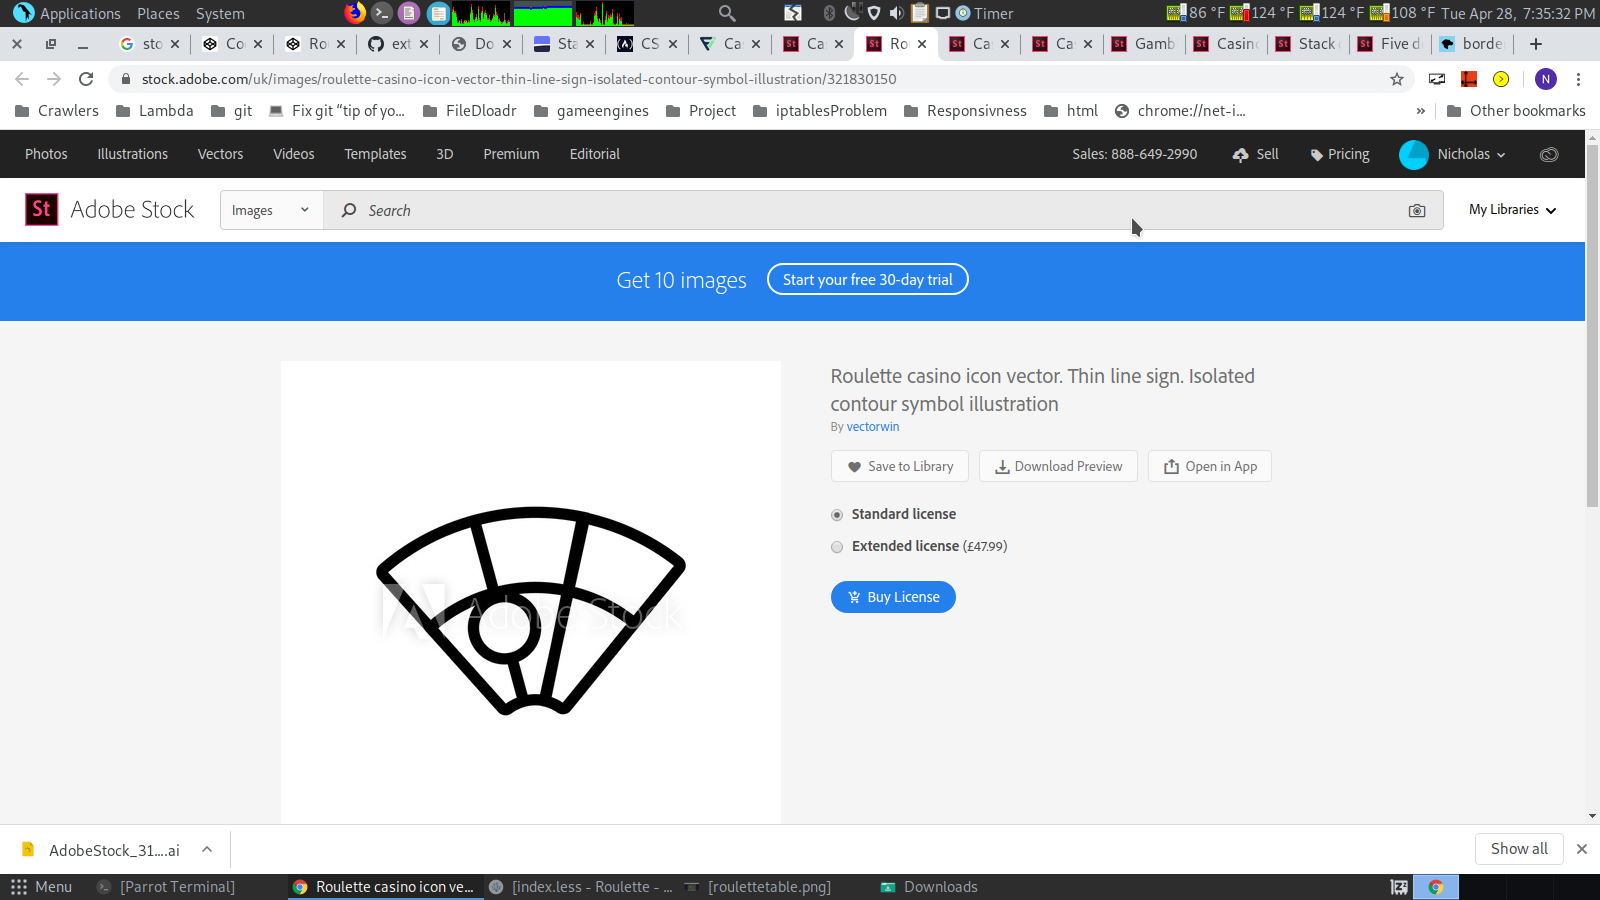 Applications Places System Timer 86 °F 124 °F 124 °F 108 °F Tue Apr 28, 7:35:32 PM
sto Co Ro ext Do Sta CS Ca Ca Ro Ca Ca Gamb Casin Stack Five d borde
stock.adobe.com/uk/images/roulette-casino-icon-vector-thin-line-sign-isolated-contour-symbol-illustration/321830150 N
Crawlers Lambda git Fix git “tip of yo... FileDloadr gameengines Project iptablesProblem Responsivness html chrome://net-i... » Other bookmarks
Photos Illustrations Vectors Videos Templates 3D Premium Editorial Sales: 888-649-2990 Sell Pricing Nicholas
St Adobe Stock Images Search My Libraries
Get 10 images Start your free 30-day trial
Roulette casino icon vector. Thin line sign. Isolated
contour symbol illustration
By vectorwin
Save to Library Download Preview Open in App
Standard license
Extended license (£47.99)
Buy License
Adobe Stock
AdobeStock_31....ai Show all
Menu [Parrot Terminal] Roulette casino icon ve... [index.less - Roulette - ... [roulettetable.png] Downloads